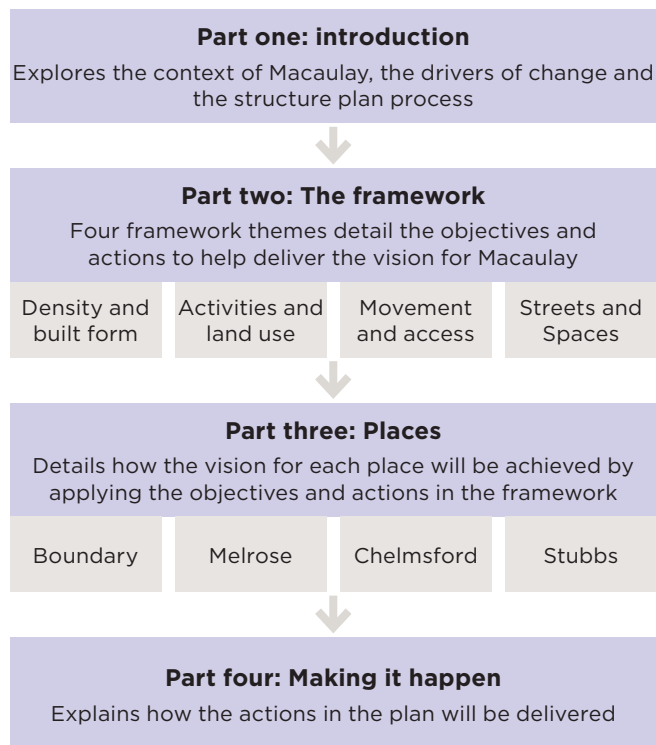 Part one: introduction
Explores the context of Macaulay, the drivers of change and
the structure plan process
Part two: The framework
Four framework themes detail the objectives and
actions to help deliver the vision for Macaulay
Density and
built form
Activities and
land use
Movement
and access
Streets and
Spaces
Part three: Places
Details how the vision for each place will be achieved by
applying the objectives and actions in the framework
Boundary
Melrose
Chelmsford
Stubbs
Part four: Making it happen
Explains how the actions in the plan will be delivered